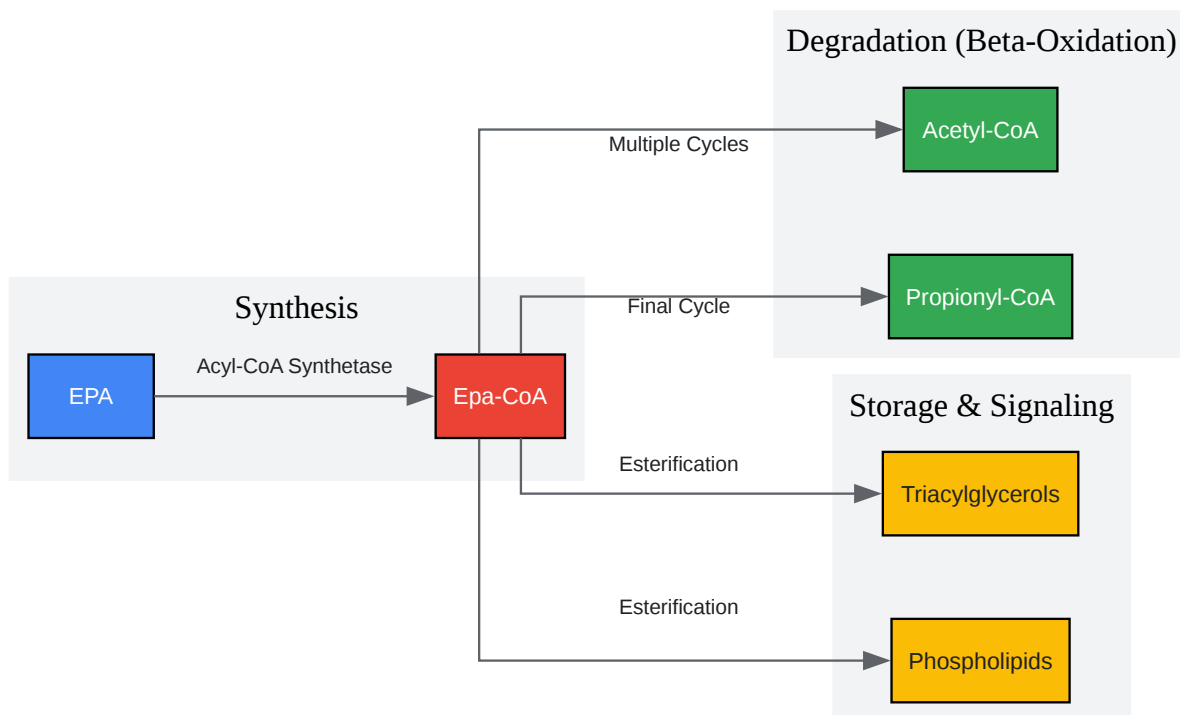 Degradation (Beta-Oxidation)
Acetyl-CoA
Multiple Cycles
Propionyl-CoA
Final Cycle
Synthesis
Acyl-CoA Synthetase
EPA
Epa-CoA
Storage & Signaling
Esterification
Triacylglycerols
Esterification
Phospholipids